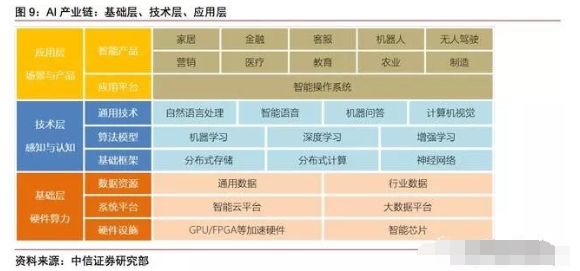 图 9：AI 产业链：基础层、技术层、应用层
应用层
场景与产品
智能产品
家居 金融 客服 机器人 无人驾驶
营销 医疗 教育 农业 制造
应用平台
智能操作系统
技术层
感知与认知
通用技术
自然语言处理 智能语音 机器问答 计算机视觉
算法模型
机器学习 深度学习 增强学习
基础框架
分布式存储 分布式计算 神经网络
基础层
硬件算力
数据资源
通用数据 行业数据
系统平台
智能云平台 大数据平台
硬件设施
GPU/FPGA等加速硬件 智能芯片
资料来源：中信证券研究部